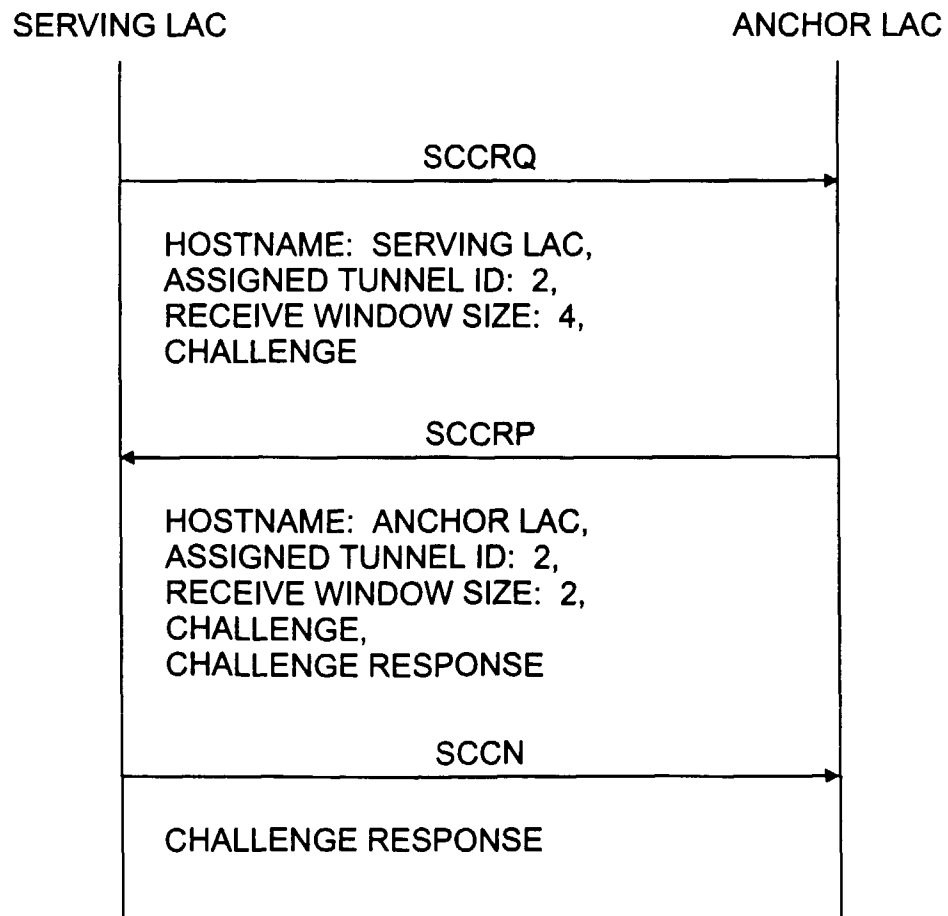 SERVING LAC
ANCHOR LAC
SCCRQ
HOSTNAME: SERVING LAC,
ASSIGNED TUNNEL ID: 2,
RECEIVE WINDOW SIZE: 4,
CHALLENGE
SCCRP
HOSTNAME: ANCHOR LAC,
ASSIGNED TUNNEL ID: 2,
RECEIVE WINDOW SIZE: 2,
CHALLENGE,
CHALLENGE RESPONSE
SCCN
CHALLENGE RESPONSE